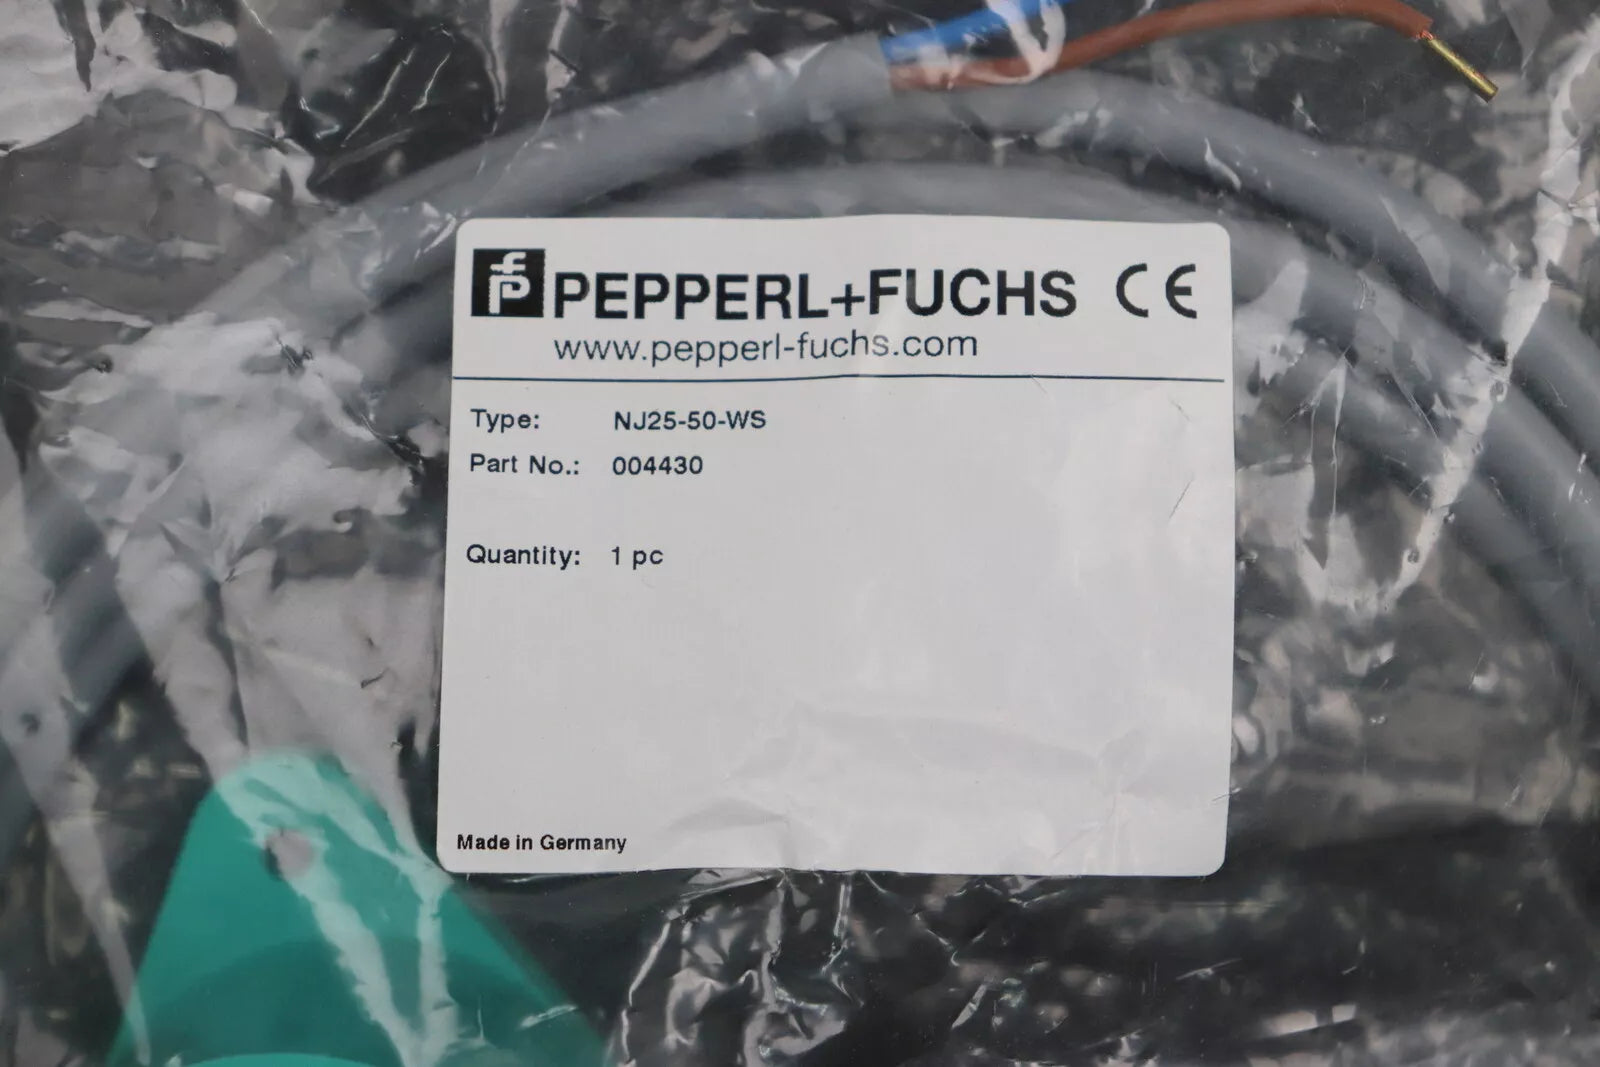 PEPPERL+FUCHS CE
www.pepperl-fuchs.com
Type: NJ25-50-WS
Part No.: 004430
Quantity: 1 pc
Made in Germany